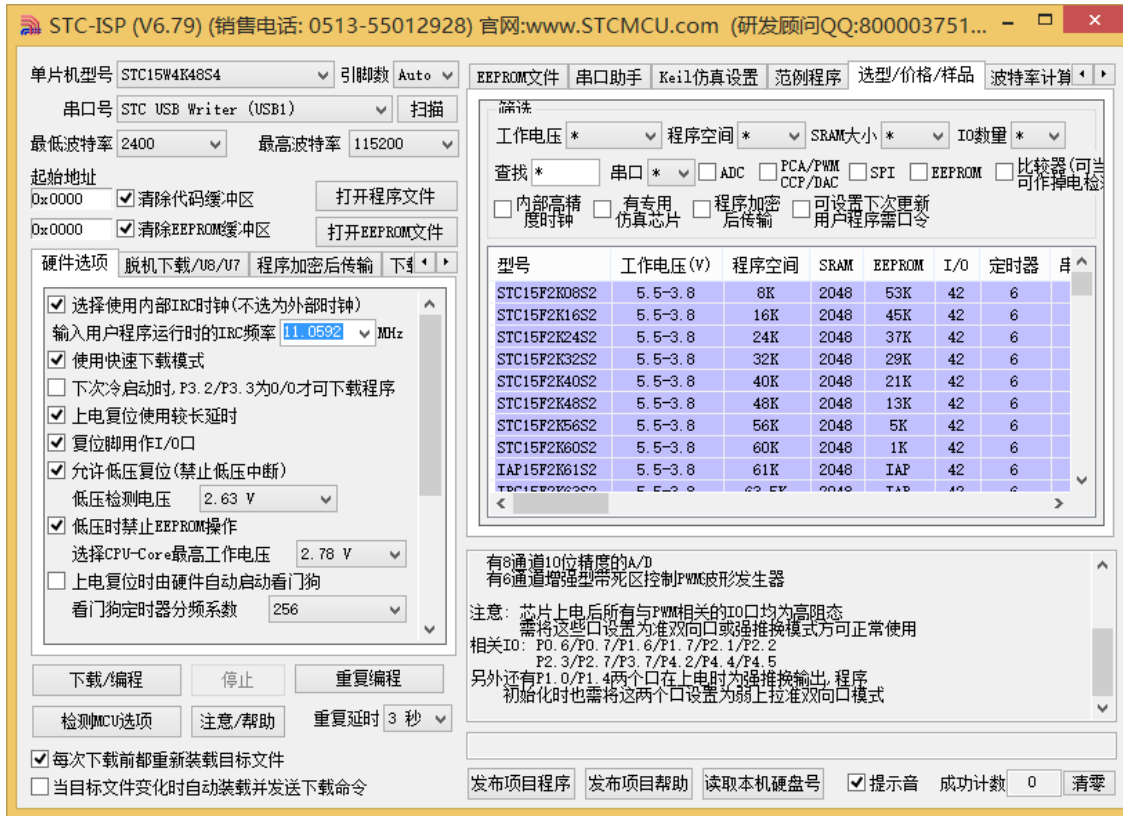 STC-ISP (V6.79) (销售电话: 0513-55012928) 官网:www.STCMCU.com (研发顾问QQ:800003751...
单片机型号 STC15W4K48S4 引脚数 Auto
串口号 STC USB Writer (USB1) 扫描
最低波特率 2400 最高波特率 115200
起始地址
0x0000 清除代码缓冲区 打开程序文件
0x0000 清除EEPROM缓冲区 打开EEPROM文件
硬件选项 脱机下载/U8/U7 程序加密后传输
选择使用内部IRC时钟(不选为外部时钟)
输入用户程序运行时的IRC频率 11.0592 MHz
使用快速下载模式
下次冷启动时,P3.2/P3.3为0/0才可下载程序
上电复位使用较长延时
复位脚用作I/O口
允许低压复位(禁止低压中断)
低压检测电压 2.63 V
低压时禁止EEPROM操作
选择CPU-Core最高工作电压 2.78 V
上电复位时由硬件自动启动看门狗
看门狗定时器分频系数 256
下载/编程 停止 重复编程
检测MCU选项 注意/帮助 重复延时 3 秒
每次下载前都重新装载目标文件
当目标文件变化时自动装载并发送下载命令
EEPROM文件 串口助手 Keil仿真设置 范例程序 选型/价格/样品 波特率计算
筛选
工作电压 * 程序空间 * SRAM大小 * IO数量 *
查找 * 串口 * ADC PCA/PWM CCP/DAC SPI EEPROM 比较器(可当 可作掉电检
内部高精度时钟 有专用仿真芯片 程序加密后传输 可设置下次更新用户程序需口令
型号 工作电压(V) 程序空间 SRAM EEPROM I/O 定时器
STC15F2K08S2 5.5-3.8 8K 2048 53K 42 6
STC15F2K16S2 5.5-3.8 16K 2048 45K 42 6
STC15F2K24S2 5.5-3.8 24K 2048 37K 42 6
STC15F2K32S2 5.5-3.8 32K 2048 29K 42 6
STC15F2K40S2 5.5-3.8 40K 2048 21K 42 6
STC15F2K48S2 5.5-3.8 48K 2048 13K 42 6
STC15F2K56S2 5.5-3.8 56K 2048 5K 42 6
STC15F2K60S2 5.5-3.8 60K 2048 1K 42 6
IAP15F2K61S2 5.5-3.8 61K 2048 IAP 42 6
有8通道10位精度的A/D
有6通道增强型带死区控制PWM波形发生器
注意: 芯片上电后所有与PWM相关的IO口均为高阻态
需将这些口设置为准双向口或强推挽模式方可正常使用
相关IO: P0.6/P0.7/P1.6/P1.7/P2.1/P2.2
P2.3/P2.7/P3.7/P4.2/P4.4/P4.5
另外还有P1.0/P1.4两个口在上电时为强推挽输出,程序
初始化时也需将这两个口设置为弱上拉准双向口模式
发布项目程序 发布项目帮助 读取本机硬盘号 提示音 成功计数 0 清零